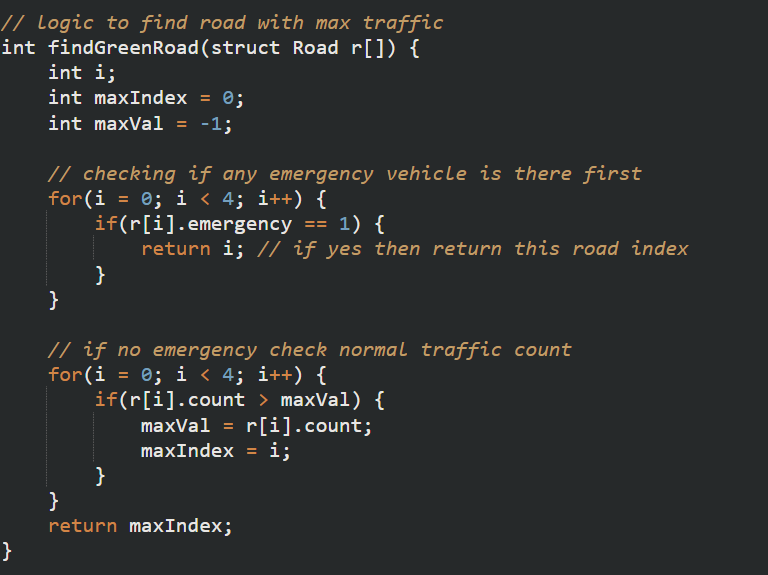 // logic to find road with max traffic
int findGreenRoad(struct Road r[]) {
    int i;
    int maxIndex = 0;
    int maxVal = -1;

    // checking if any emergency vehicle is there first
    for(i = 0; i < 4; i++) {
        if(r[i].emergency == 1) {
            return i; // if yes then return this road index
        }
    }

    // if no emergency check normal traffic count
    for(i = 0; i < 4; i++) {
        if(r[i].count > maxVal) {
            maxVal = r[i].count;
            maxIndex = i;
        }
    }
    return maxIndex;
}